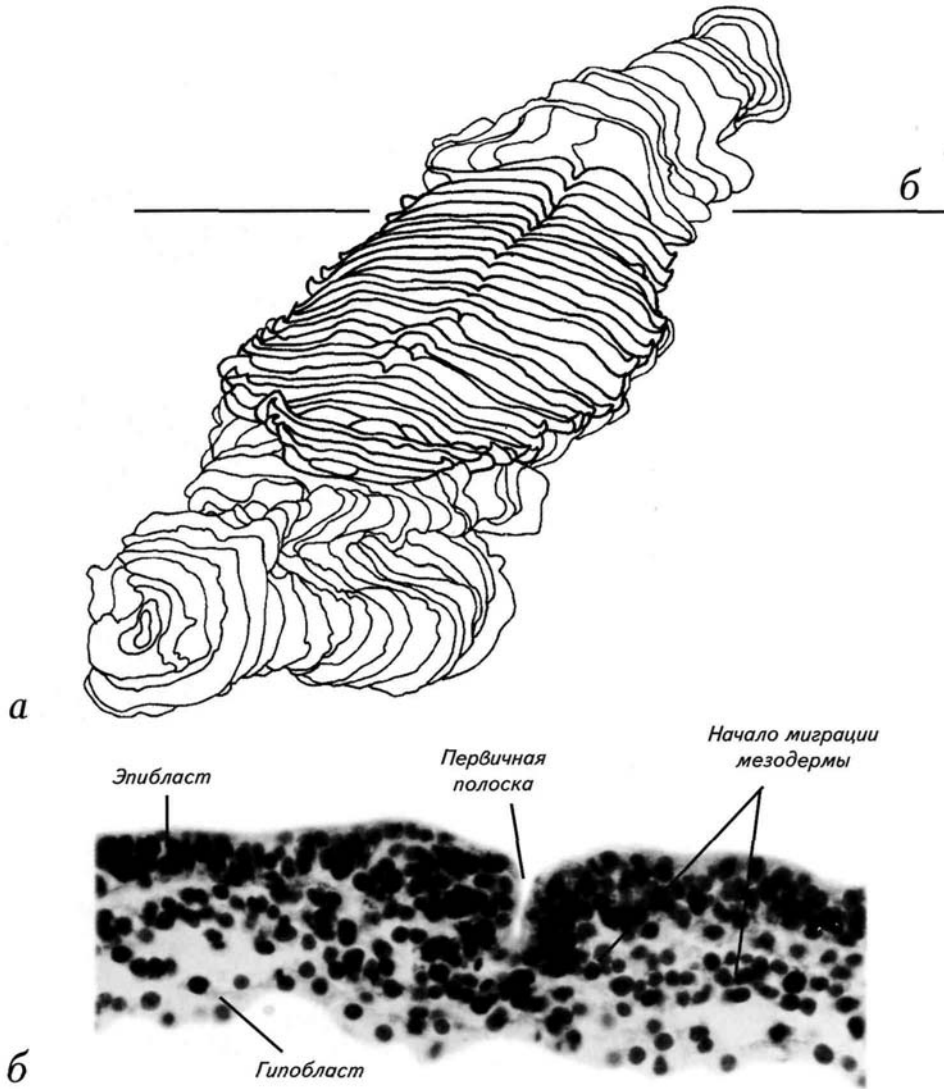 б
а
Начало миграции
мезодермы
Первичная
полоска
Эпибласт
Гипобласт
б